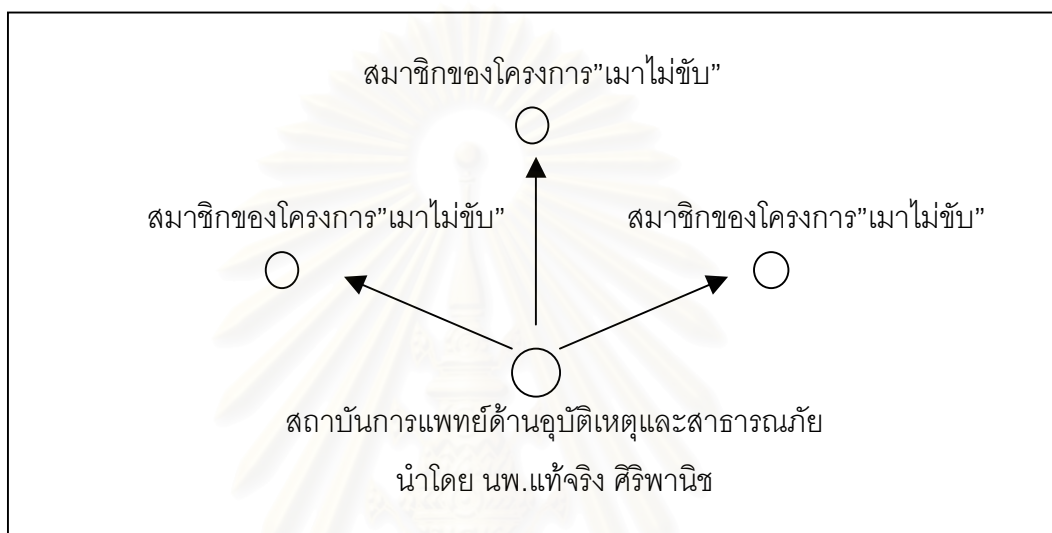 สมาชิกของโครงการ”เมาไม่ขับ”
สมาชิกของโครงการ”เมาไม่ขับ”
สมาชิกของโครงการ”เมาไม่ขับ”
สถาบันการแพทย์ด้านอุบัติเหตุและสาธารณภัย
นำโดย นพ.แท้จริง ศิริพานิช